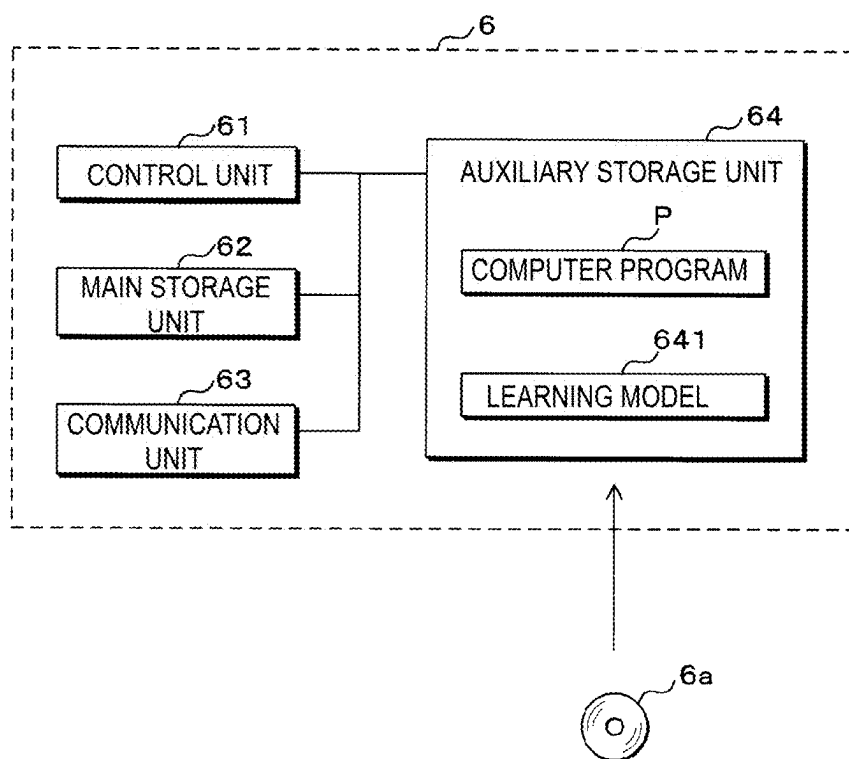 6
61
CONTROL UNIT
62
MAIN STORAGE
UNIT
63
COMMUNICATION
UNIT
64
AUXILIARY STORAGE UNIT
P
COMPUTER PROGRAM
641
LEARNING MODEL
6a